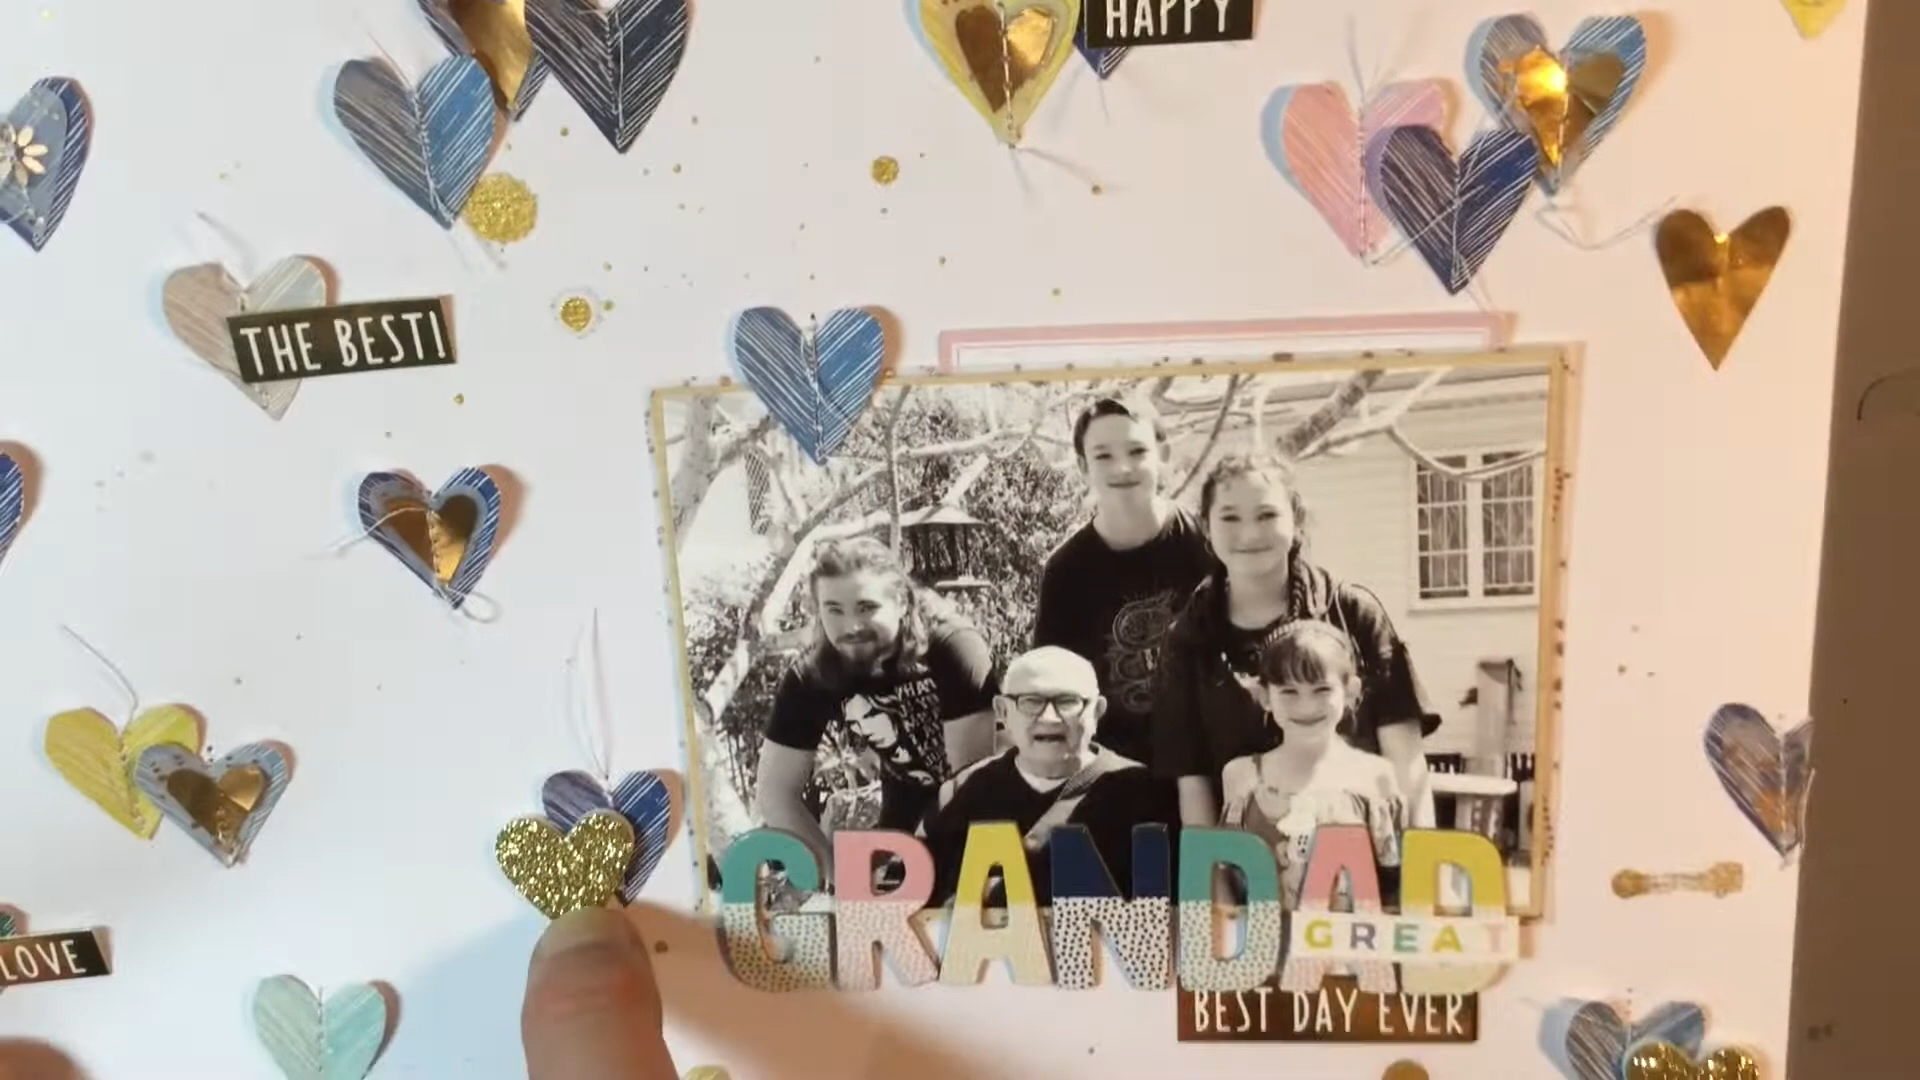 HAPPY
THE BEST!
GRANDAD
GREAT
LOVE
BEST DAY EVER